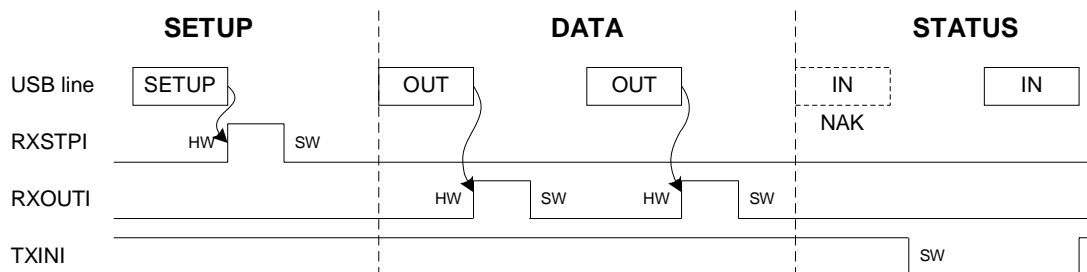 SETUP DATA STATUS
USB line SETUP OUT OUT IN IN
NAK
RXSTPI HW SW
RXOUTI HW SW HW SW
TXINI SW